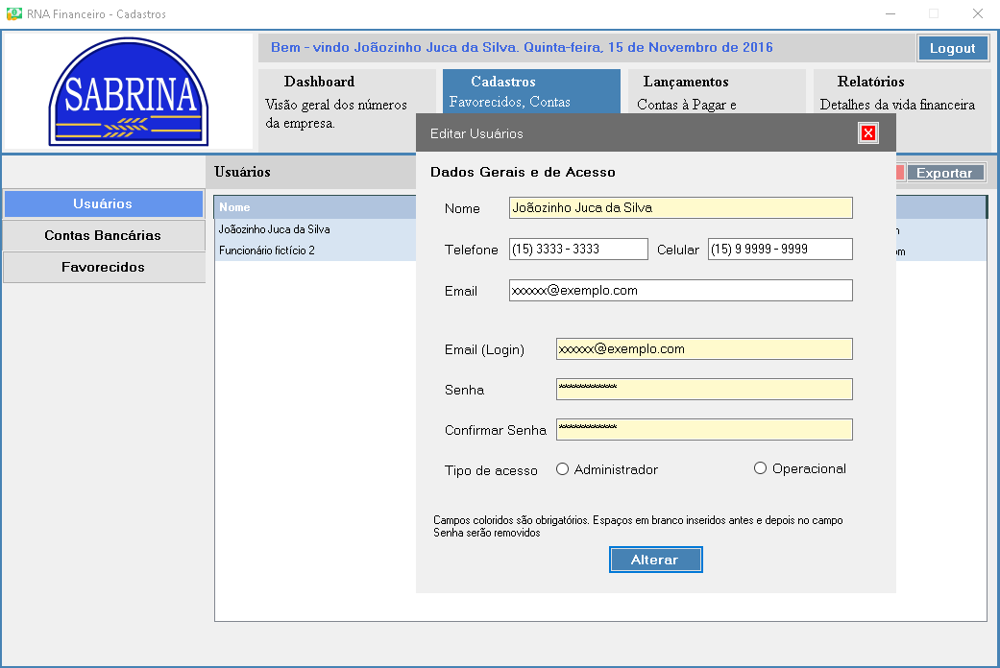 RNA Financeiro - Cadastros
SABRINA
Bem - vindo Joãozinho Juca da Silva. Quinta-feira, 15 de Novembro de 2016
Logout
Dashboard
Visão geral dos números
da empresa.
Cadastros
Favorecidos, Contas
Lançamentos
Contas à Pagar e
Relatórios
Detalhes da vida financeira
Usuários
Contas Bancárias
Favorecidos
Usuários
Exportar
Nome
Joãozinho Juca da Silva
Funcionário fictício 2
om
Editar Usuários
X
Dados Gerais e de Acesso
Nome Joãozinho Juca da Silva
Telefone (15) 3333 - 3333 Celular (15) 9 9999 - 9999
Email xxxxxx@exemplo.com
Email (Login) xxxxxx@exemplo.com
Senha *************
Confirmar Senha *************
Tipo de acesso Administrador Operacional
Campos coloridos são obrigatórios. Espaços em branco inseridos antes e depois no campo
Senha serão removidos
Alterar